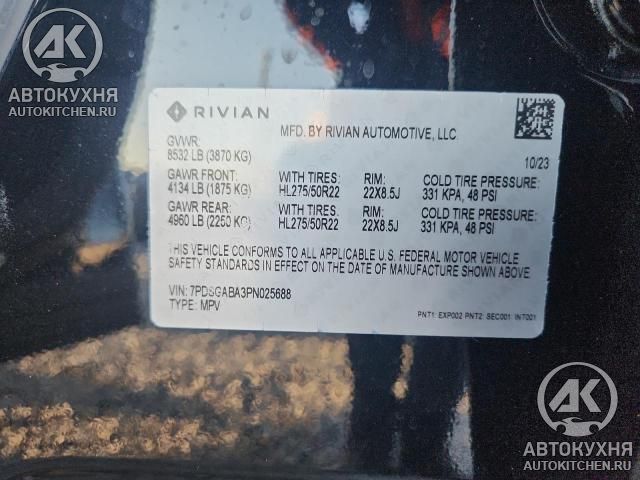 AK
АВТОКУХНЯ
AUTOKITCHEN.BY
RIVIAN
MFD. BY RIVIAN AUTOMOTIVE, LLC
GVWR:
8532 LB (3870 KG)
10/23
GAWR FRONT: WITH TIRES: RIM: COLD TIRE PRESSURE:
4134 LB (1875 KG) HL275/50R22 22X8.5J 331 KPA, 48 PSI
GAWR REAR: WITH TIRES: RIM: COLD TIRE PRESSURE:
4960 LB (2250 KG) HL275/50R22 22X8.5J 331 KPA, 48 PSI
THIS VEHICLE CONFORMS TO ALL APPLICABLE U.S. FEDERAL MOTOR VEHICLE
SAFETY STANDARDS IN EFFECT ON THE DATE OF MANUFACTURE SHOWN ABOVE.
VIN: 7PDSGABA3PN025688
TYPE: MPV
PNT1: EXP002 PNT2: SEC001 INT001
AK
АВТОКУХНЯ
AUTOKITCHEN.RU